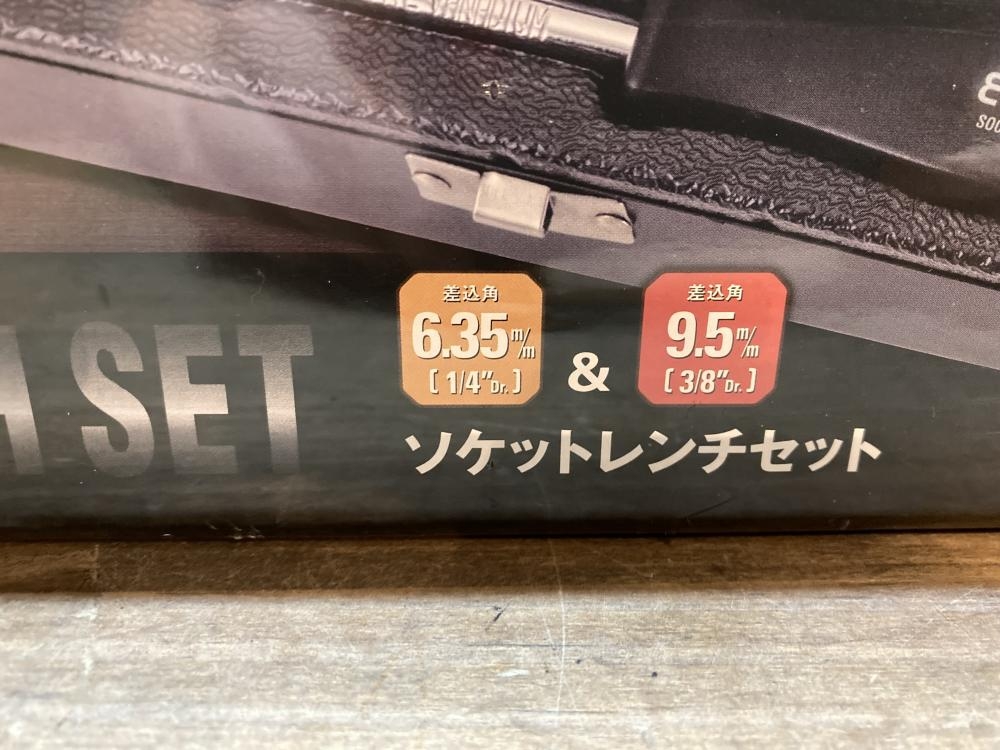 VANADIUM
SET
差込角
6.35m/m
[1/4"Dr.]
&
差込角
9.5m/m
[3/8"Dr.]
ソケットレンチセット